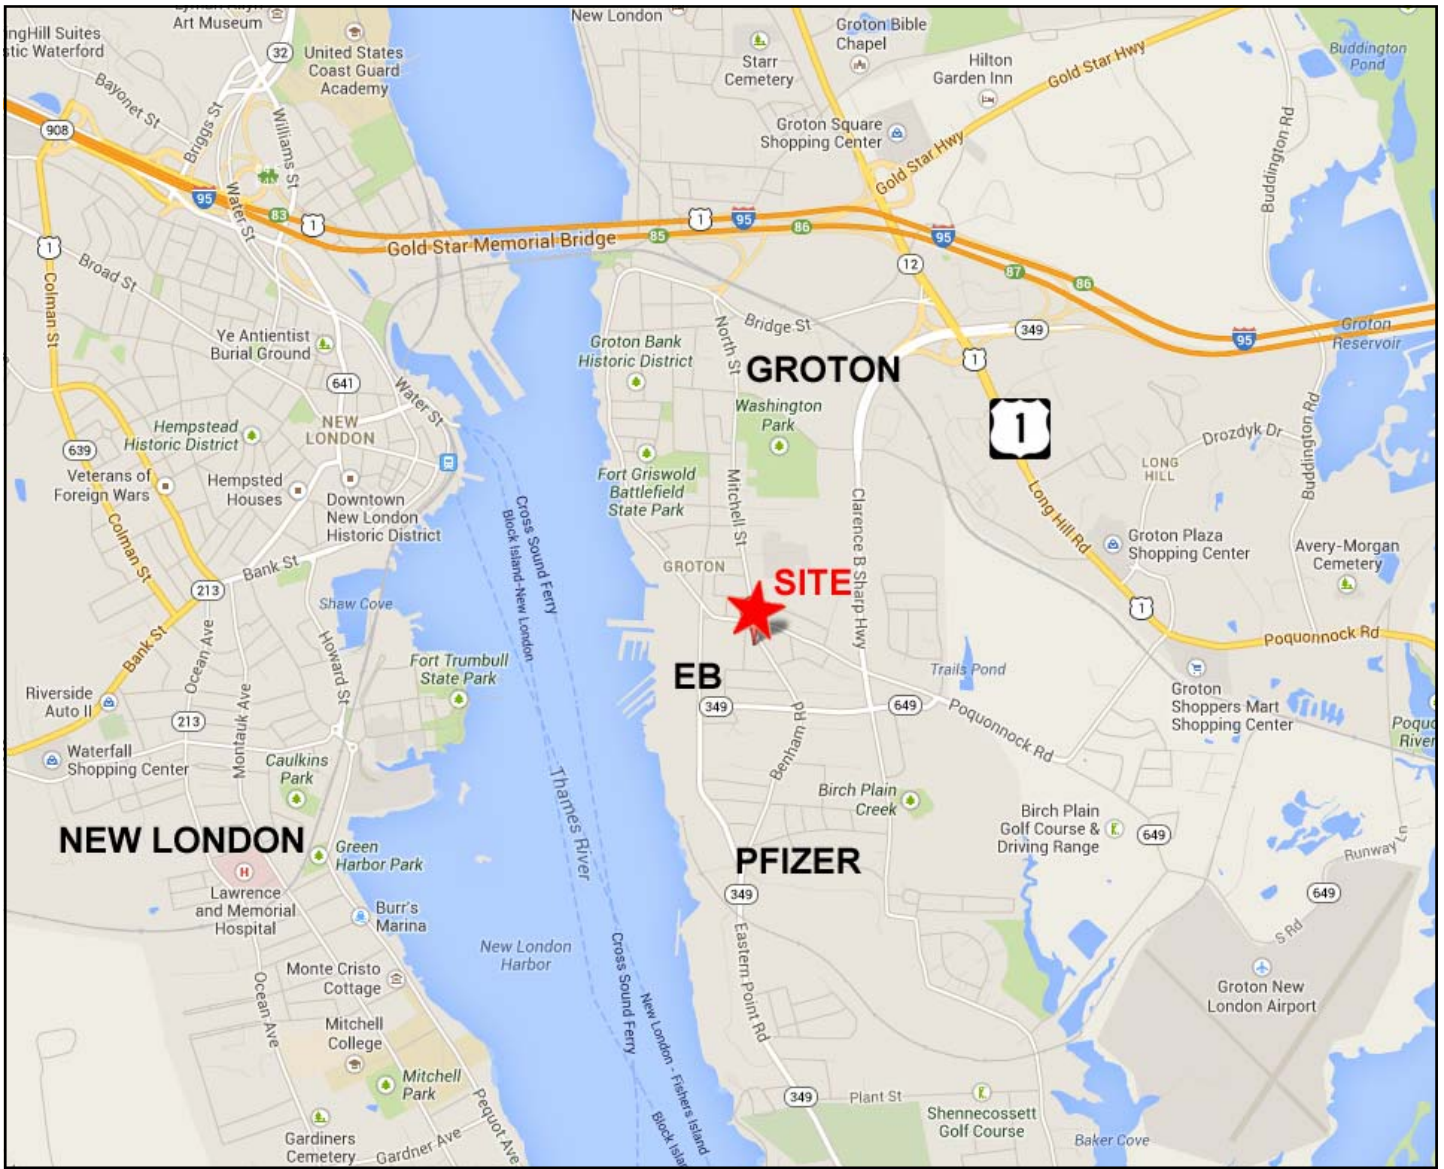 Art Museum
ngHill Suites
stic Waterford
32
United States
Coast Guard
Academy
New London
Starr
Cemetery
Groton Bible
Chapel
Hilton
Garden Inn
Gold Star Hwy
Buddington
Pond
Bayonet St
Briggs St
Williams St
908
Groton Square
Shopping Center
Gold Star Hwy
Buddington Rd
95
Water St
83
1
Gold Star Memorial Bridge
85
1
95
86
95
12
87
86
1
Broad St
Colman St
Bridge St
349
95
Groton
Reservoir
Ye Antientist
Burial Ground
Groton Bank
Historic District
North St
GROTON
1
641
Water St
NEW
LONDON
Washington
Park
1
Hempstead
Historic District
639
Veterans of
Foreign Wars
Hempsted
Houses
Downtown
New London
Historic District
Fort Griswold
Battlefield
State Park
Mitchell St
Clarence B Sharp Hwy
Drozdyk Dr
LONG
HILL
Buddington Rd
Long Hill Rd
Groton Plaza
Shopping Center
Avery-Morgan
Cemetery
Colman St
Bank St
213
Cross Sound Ferry
Block Island-New London
GROTON
SITE
1
Poquonnock Rd
Shaw Cove
Bank St
Ocean Ave
Howard St
Fort Trumbull
State Park
EB
Trails Pond
Riverside
Auto II
213
Montauk Ave
349
649
Poquonnock Rd
Groton
Shoppers Mart
Shopping Center
Poquo
River
Waterfall
Shopping Center
Caulkins
Park
Thames River
Benham Rd
Birch Plain
Creek
Birch Plain
Golf Course &
Driving Range
649
Runway Ln
NEW LONDON
Green
Harbor Park
PFIZER
H
Lawrence
and Memorial
Hospital
349
649
Burr's
Marina
New London
Harbor
Cross Sound Ferry
Eastern Point Rd
S Rd
Monte Cristo
Cottage
Ocean Ave
New London - Fishers Island
Groton New
London Airport
Mitchell
College
Mitchell
Park
Pequot Ave
349
Plant St
Shennecossett
Golf Course
Gardiners
Cemetery
Gardner Ave
Block Islan
Baker Cove